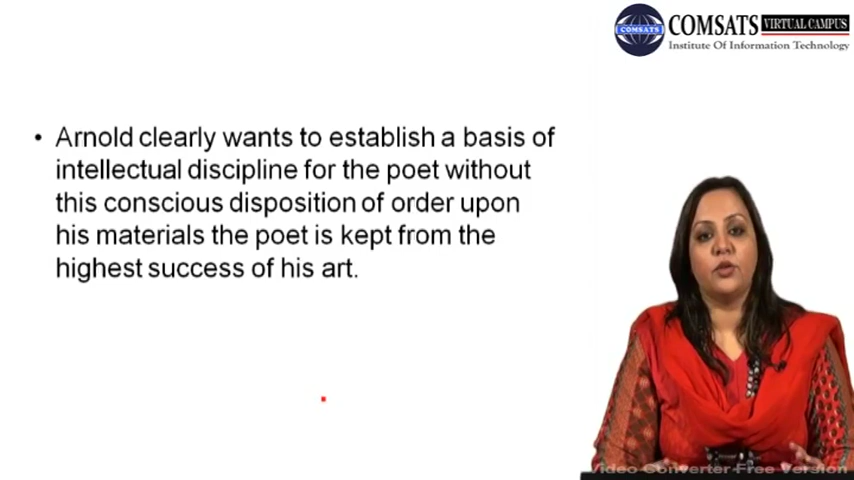 COMSATS VIRTUAL CAMPUS
COMSATS
Institute Of Information Technology
• Arnold clearly wants to establish a basis of
intellectual discipline for the poet without
this conscious disposition of order upon
his materials the poet is kept from the
highest success of his art.
Video Converter Free Version